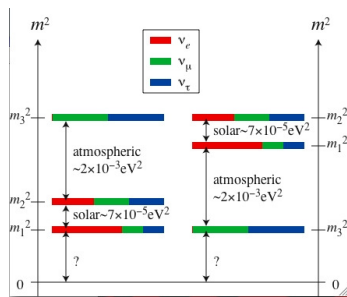 m²
m²
νe
νμ
ντ
m₃²
m₂²
solar~7×10⁻⁵eV²
m₁²
atmospheric
~2×10⁻³eV²
atmospheric
~2×10⁻³eV²
m₂²
solar~7×10⁻⁵eV²
m₁²
m₃²
?
?
0
0